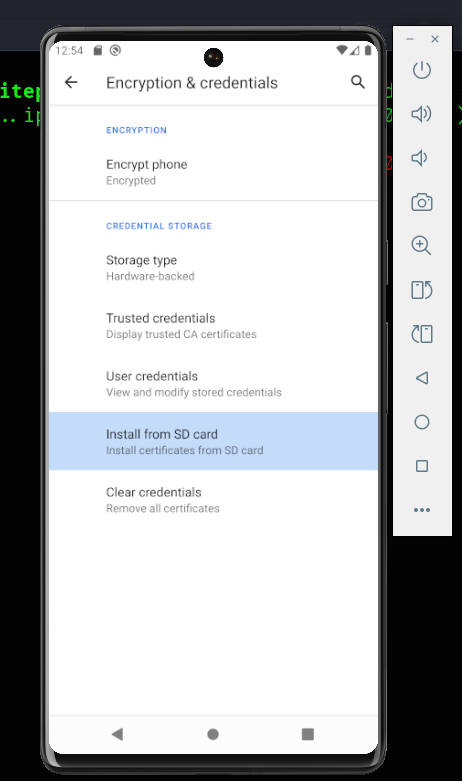 12:54
Encryption & credentials
ENCRYPTION
Encrypt phone
Encrypted
CREDENTIAL STORAGE
Storage type
Hardware-backed
Trusted credentials
Display trusted CA certificates
User credentials
View and modify stored credentials
Install from SD card
Install certificates from SD card
Clear credentials
Remove all certificates